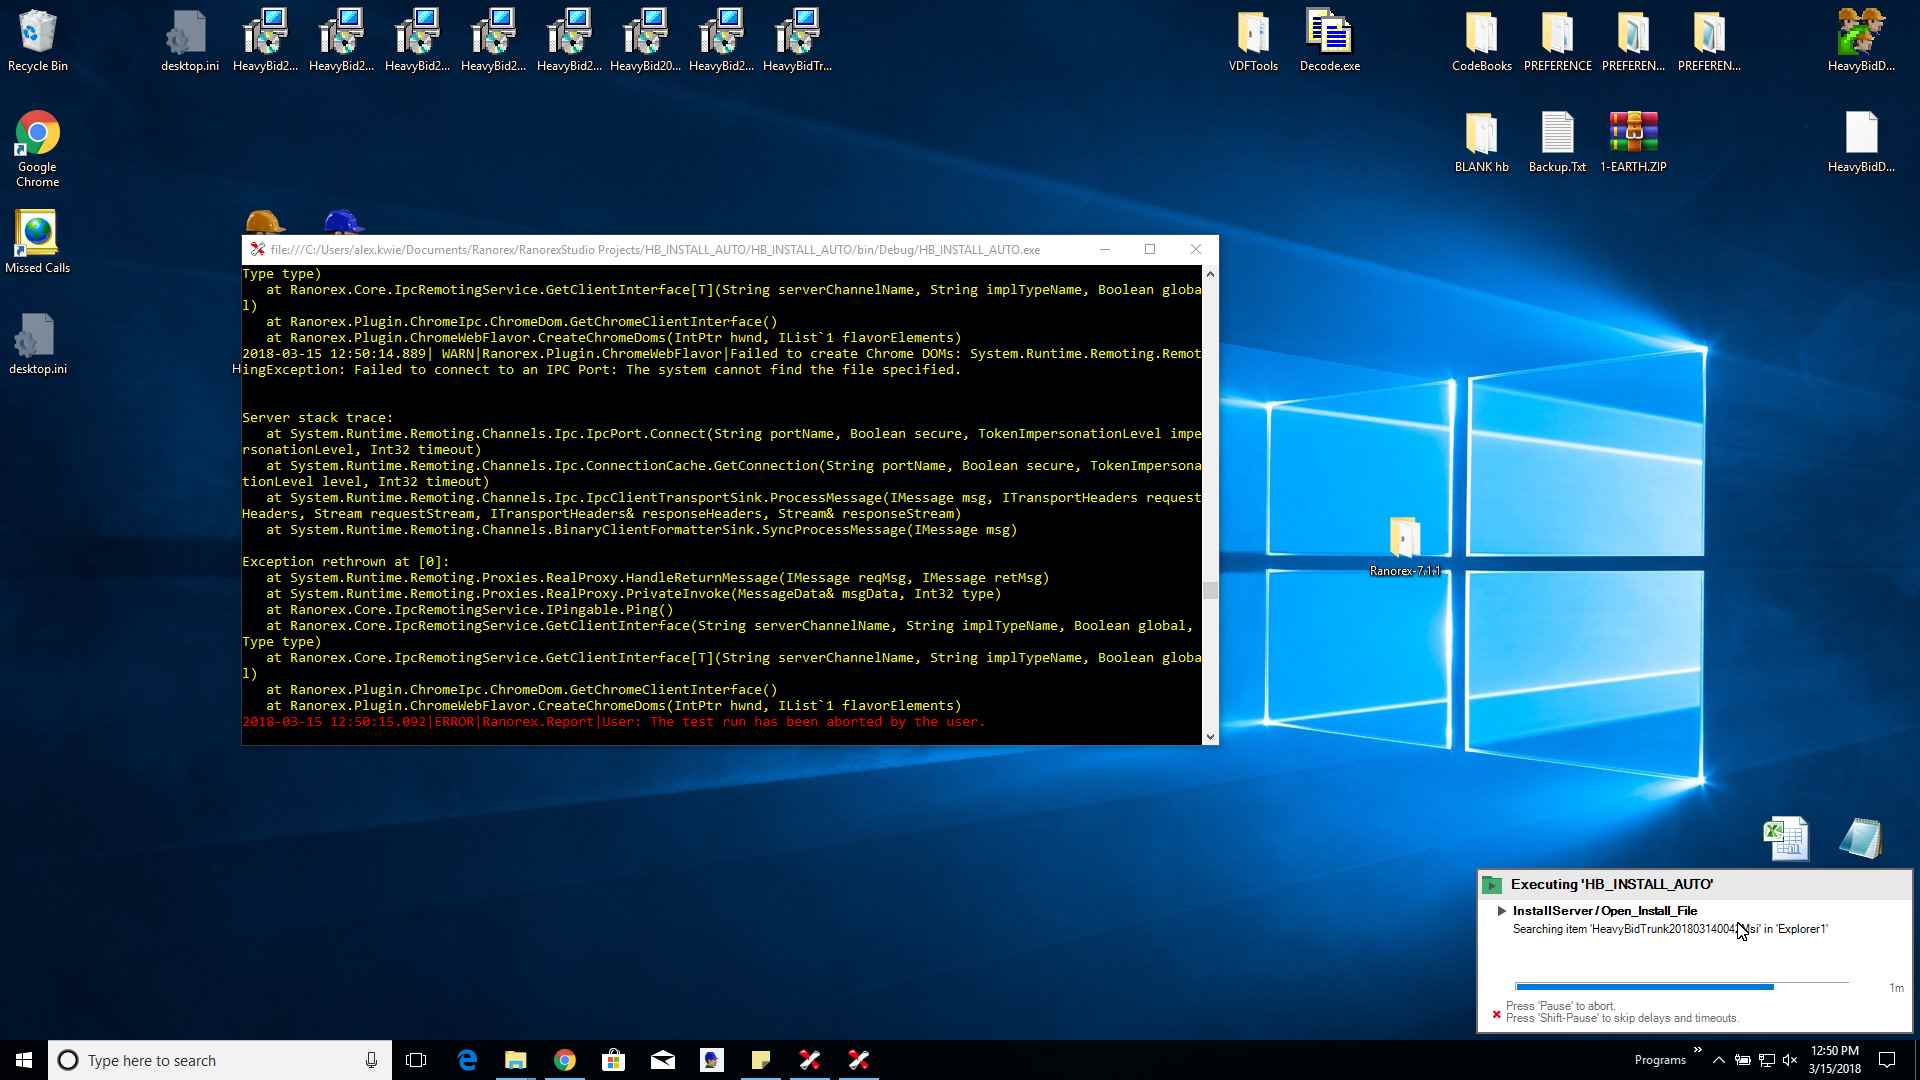 Recycle Bin
desktop.ini
HeavyBid2...
HeavyBid2...
HeavyBid2...
HeavyBid2...
HeavyBid2...
HeavyBid20...
HeavyBid2...
HeavyBidTr...
VDFTools
Decode.exe
CodeBooks
PREFERENCE
PREFEREN...
PREFEREN...
HeavyBidD...
Google
Chrome
BLANK hb
Backup.Txt
1-EARTH.ZIP
HeavyBidD...
Missed Calls
desktop.ini
H
file:///C:/Users/alex.kwie/Documents/Ranorex/RanorexStudio Projects/HB_INSTALL_AUTO/HB_INSTALL_AUTO/bin/Debug/HB_INSTALL_AUTO.exe
Type type)
   at Ranorex.Core.IpcRemotingService.GetClientInterface[T](String serverChannelName, String implTypeName, Boolean globa
l)
   at Ranorex.Plugin.ChromeIpc.ChromeDom.GetChromeClientInterface()
   at Ranorex.Plugin.ChromeWebFlavor.CreateChromeDoms(IntPtr hwnd, IList`1 flavorElements)
2018-03-15 12:50:14.889| WARN|Ranorex.Plugin.ChromeWebFlavor|Failed to create Chrome DOMs: System.Runtime.Remoting.Remot
ingException: Failed to connect to an IPC Port: The system cannot find the file specified.
Server stack trace:
   at System.Runtime.Remoting.Channels.Ipc.IpcPort.Connect(String portName, Boolean secure, TokenImpersonationLevel impe
rsonationLevel, Int32 timeout)
   at System.Runtime.Remoting.Channels.Ipc.ConnectionCache.GetConnection(String portName, Boolean secure, TokenImpersona
tionLevel level, Int32 timeout)
   at System.Runtime.Remoting.Channels.Ipc.IpcClientTransportSink.ProcessMessage(IMessage msg, ITransportHeaders request
Headers, Stream requestStream, ITransportHeaders& responseHeaders, Stream& responseStream)
   at System.Runtime.Remoting.Channels.BinaryClientFormatterSink.SyncProcessMessage(IMessage msg)
Exception rethrown at [0]:
   at System.Runtime.Remoting.Proxies.RealProxy.HandleReturnMessage(IMessage reqMsg, IMessage retMsg)
   at System.Runtime.Remoting.Proxies.RealProxy.PrivateInvoke(MessageData& msgData, Int32 type)
   at Ranorex.Core.IpcRemotingService.IPingable.Ping()
   at Ranorex.Core.IpcRemotingService.GetClientInterface(String serverChannelName, String implTypeName, Boolean global,
Type type)
   at Ranorex.Core.IpcRemotingService.GetClientInterface[T](String serverChannelName, String implTypeName, Boolean globa
l)
   at Ranorex.Plugin.ChromeIpc.ChromeDom.GetChromeClientInterface()
   at Ranorex.Plugin.ChromeWebFlavor.CreateChromeDoms(IntPtr hwnd, IList`1 flavorElements)
2018-03-15 12:50:15.092|ERROR|Ranorex.Report|User: The test run has been aborted by the user.
Ranorex-7.1.1
Executing 'HB_INSTALL_AUTO'
InstallServer/Open_Install_File
Searching item in 'Explorer1'
1m
Press 'Pause' to abort.
Press 'Shift-Pause' to skip delays and timeouts.
Type here to search
Programs
12:50 PM
3/15/2018